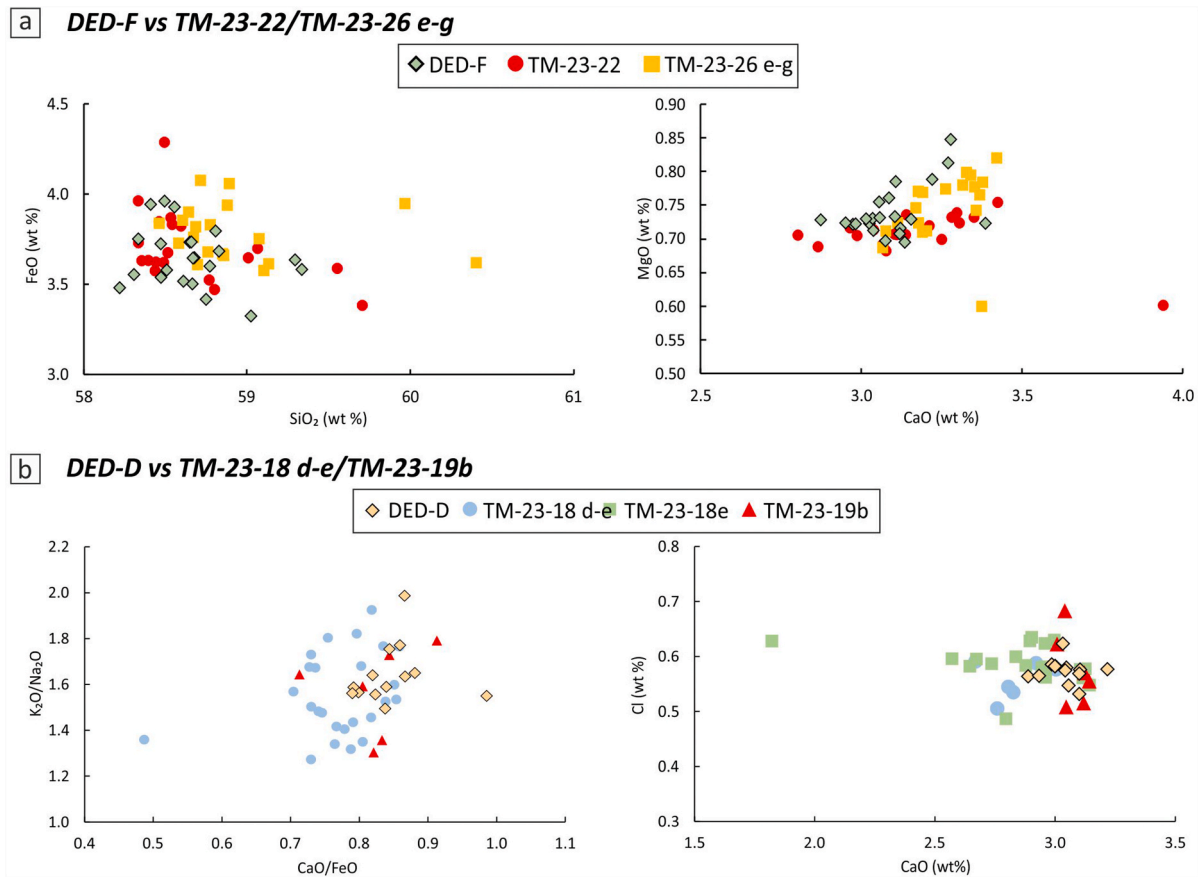 a DED-F vs TM-23-22/TM-23-26 e-g
DED-F TM-23-22 TM-23-26 e-g
4.5
4.0
3.5
3.0
FeO (wt %)
58 59 60 61
SiO₂ (wt %)
0.90
0.85
0.80
0.75
0.70
0.65
0.60
0.55
0.50
MgO (wt %)
2.5 3.0 3.5 4.0
CaO (wt %)
b DED-D vs TM-23-18 d-e/TM-23-19b
DED-D TM-23-18 d-e TM-23-18e TM-23-19b
2.2
2.0
1.8
1.6
1.4
1.2
1.0
K₂O/Na₂O
0.4 0.5 0.6 0.7 0.8 0.9 1.0 1.1
CaO/FeO
0.8
0.7
0.6
0.5
0.4
0.3
Cl (wt %)
1.5 2.0 2.5 3.0 3.5
CaO (wt%)